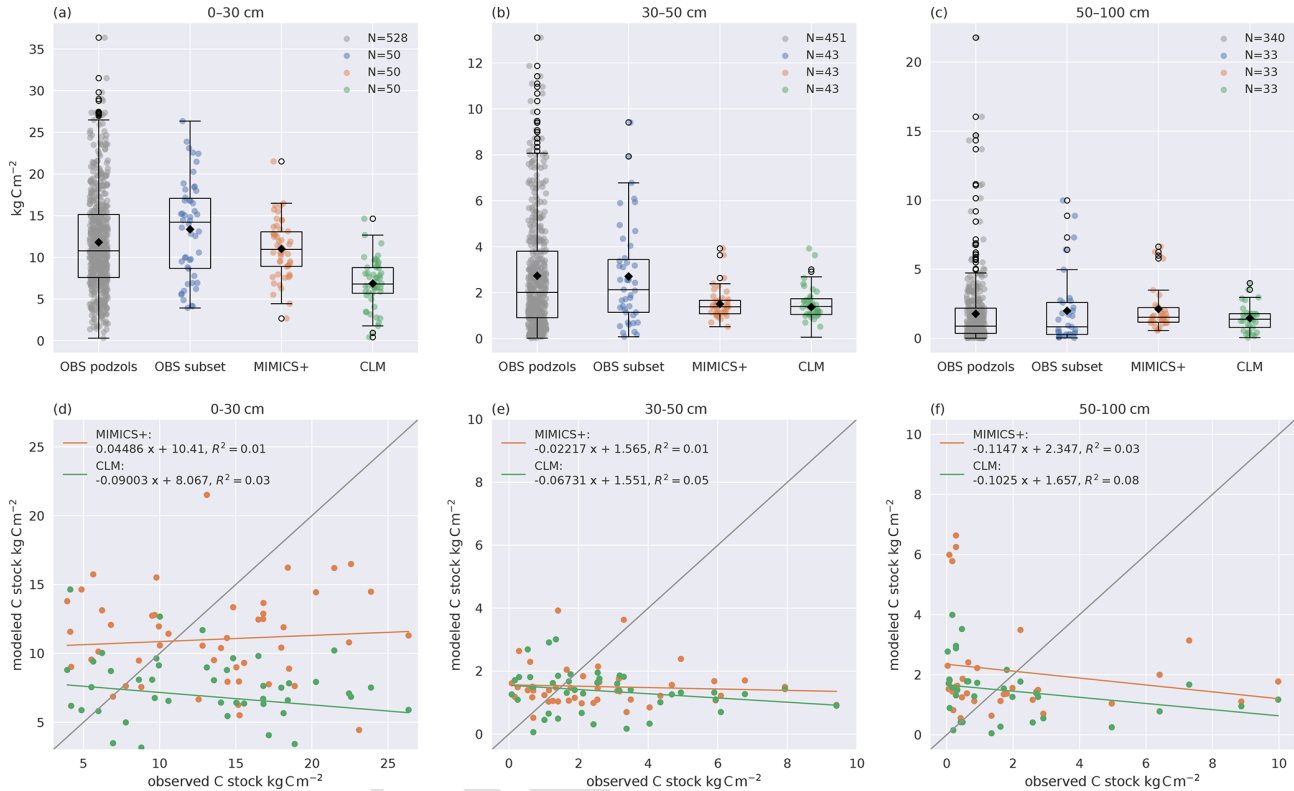 (a) 0–30 cm
kg C m⁻²
35
30
25
20
15
10
5
0
N=528
N=50
N=50
N=50
OBS podzols OBS subset MIMICS+ CLM
(b) 30–50 cm
12
10
8
6
4
2
0
N=451
N=43
N=43
N=43
OBS podzols OBS subset MIMICS+ CLM
(c) 50–100 cm
20
15
10
5
0
N=340
N=33
N=33
N=33
OBS podzols OBS subset MIMICS+ CLM
(d) 0-30 cm
modeled C stock kg C m⁻²
25
20
15
10
5
MIMICS+:
0.04486 x + 10.41, R² = 0.01
CLM:
-0.09003 x + 8.067, R² = 0.03
5 10 15 20 25
observed C stock kg C m⁻²
(e) 30-50 cm
modeled C stock kg C m⁻²
10
8
6
4
2
0
MIMICS+:
-0.02217 x + 1.565, R² = 0.01
CLM:
-0.06731 x + 1.551, R² = 0.05
0 2 4 6 8 10
observed C stock kg C m⁻²
(f) 50-100 cm
modeled C stock kg C m⁻²
10
8
6
4
2
0
MIMICS+:
-0.1147 x + 2.347, R² = 0.03
CLM:
-0.1025 x + 1.657, R² = 0.08
0 2 4 6 8 10
observed C stock kg C m⁻²